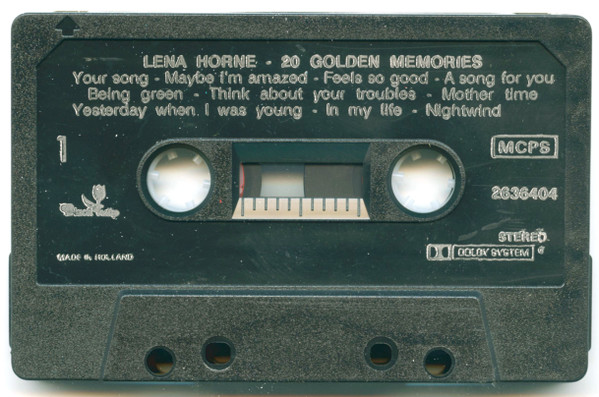 LENA HORNE - 20 GOLDEN MEMORIES
Your song - Maybe I'm amazed - Feels so good - A song for you
Being green - Think about your troubles - Mother time
Yesterday when I was young - In my life - Nightwind
1
MCPS
2636404
STEREO
DOLBY SYSTEM
MADE IN HOLLAND